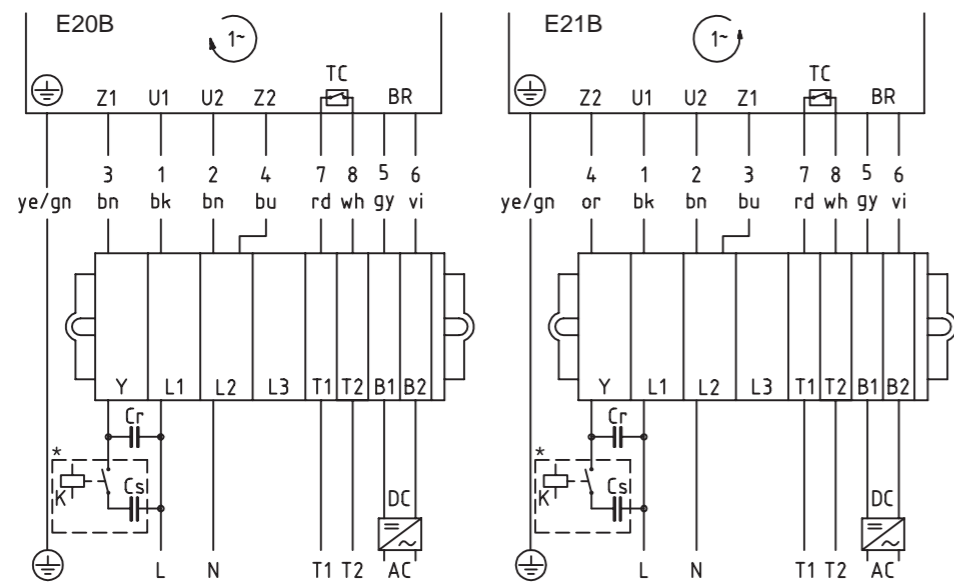 E20B E21B
1~ 1~
TC TC
Z1 U1 U2 Z2 BR Z2 U1 U2 Z1 BR
3 1 2 4 7 8 5 6 4 1 2 3 7 8 5 6
ye/gn bn bk bn bu rd wh gy vi ye/gn or bk bn bu rd wh gy vi
Y L1 L2 L3 T1 T2 B1 B2 Y L1 L2 L3 T1 T2 B1 B2
Cr Cr
* *
K Cs DC K Cs DC
= =
~ ~
L N T1 T2 AC L N T1 T2 AC